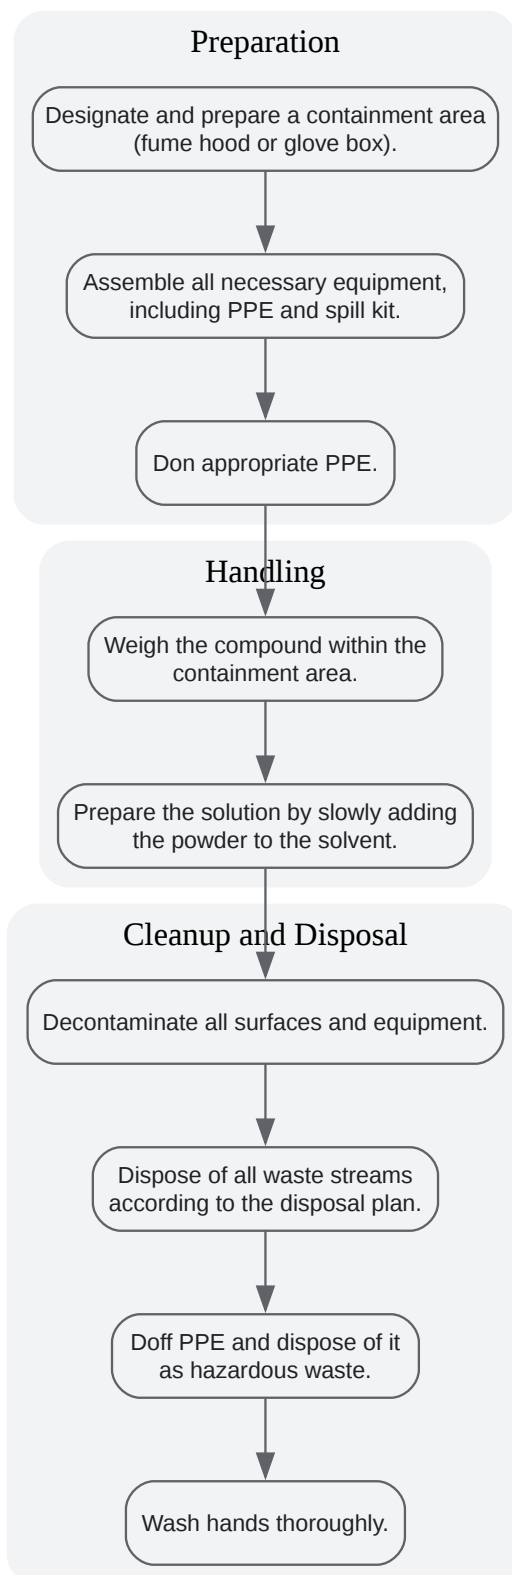 Preparation
Designate and prepare a containment area
(fume hood or glove box).
Assemble all necessary equipment,
including PPE and spill kit.
Don appropriate PPE.
Handling
Weigh the compound within the
containment area.
Prepare the solution by slowly adding
the powder to the solvent.
Cleanup and Disposal
Decontaminate all surfaces and equipment.
Dispose of all waste streams
according to the disposal plan.
Doff PPE and dispose of it
as hazardous waste.
Wash hands thoroughly.